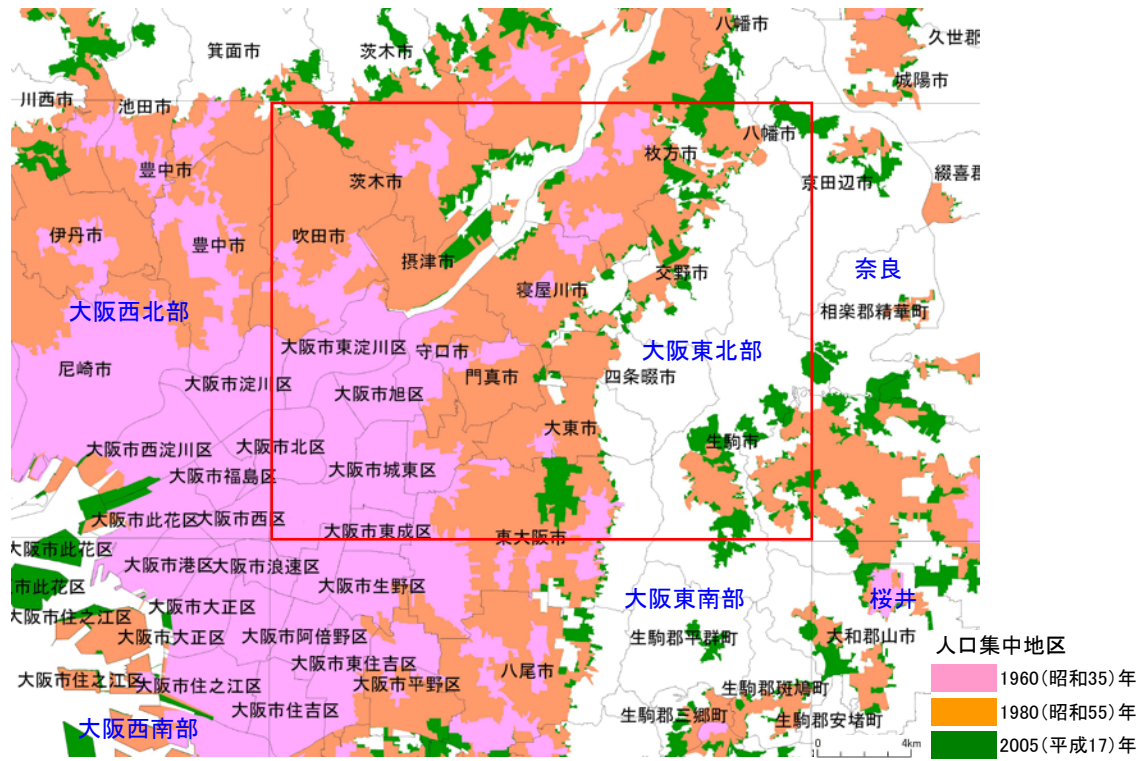 八幡市
久世郡
箕面市
茨木市
城陽市
川西市
池田市
八幡市
枚方市
豊中市
茨木市
京田辺市
綴喜郡
伊丹市
豊中市
吹田市
摂津市
交野市
奈良
寝屋川市
大阪西北部
相楽郡精華町
大阪市東淀川区
守口市
大阪東北部
尼崎市
大阪市淀川区
大阪市旭区
門真市
四条畷市
大東市
大阪市西淀川区
大阪市北区
生駒市
大阪市福島区
大阪市城東区
大阪市此花区
大阪市西区
大阪市東成区
東大阪市
大阪市此花区
大阪市港区
大阪市浪速区
市此花区
大阪市生野区
大阪東南部
桜井
大阪市住之江区
大阪市大正区
大阪市大正区
大阪市阿倍野区
生駒郡平群町
大和郡山市
人口集中地区
大阪市東住吉区
八尾市
大阪市住之江区
大阪市住之江区
大阪市平野区
生駒郡斑鳩町
1960(昭和35)年
大阪市住吉区
生駒郡三郷町
生駒郡安堵町
1980(昭和55)年
大阪西南部
0 4km
2005(平成17)年